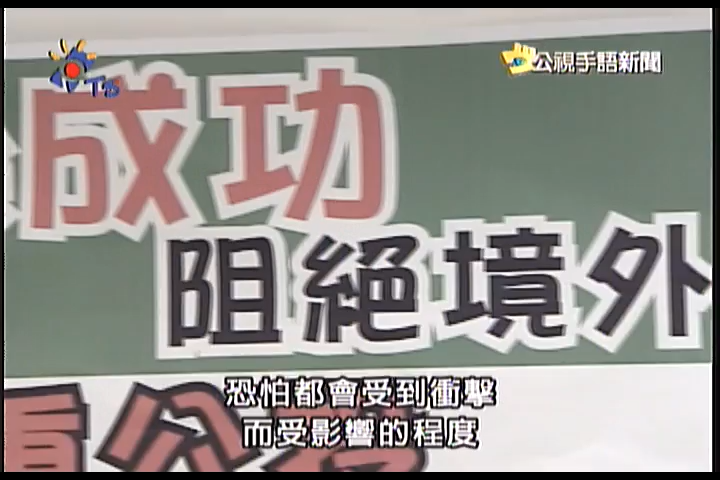 公視手語新聞
成功
阻絕境外
恐怕都會受到衝擊
而受影響的程度